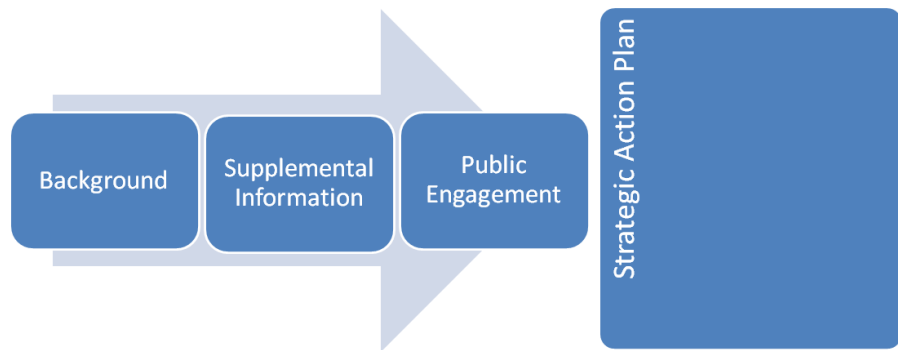 Background
Supplemental
Information
Public
Engagement
Strategic Action Plan